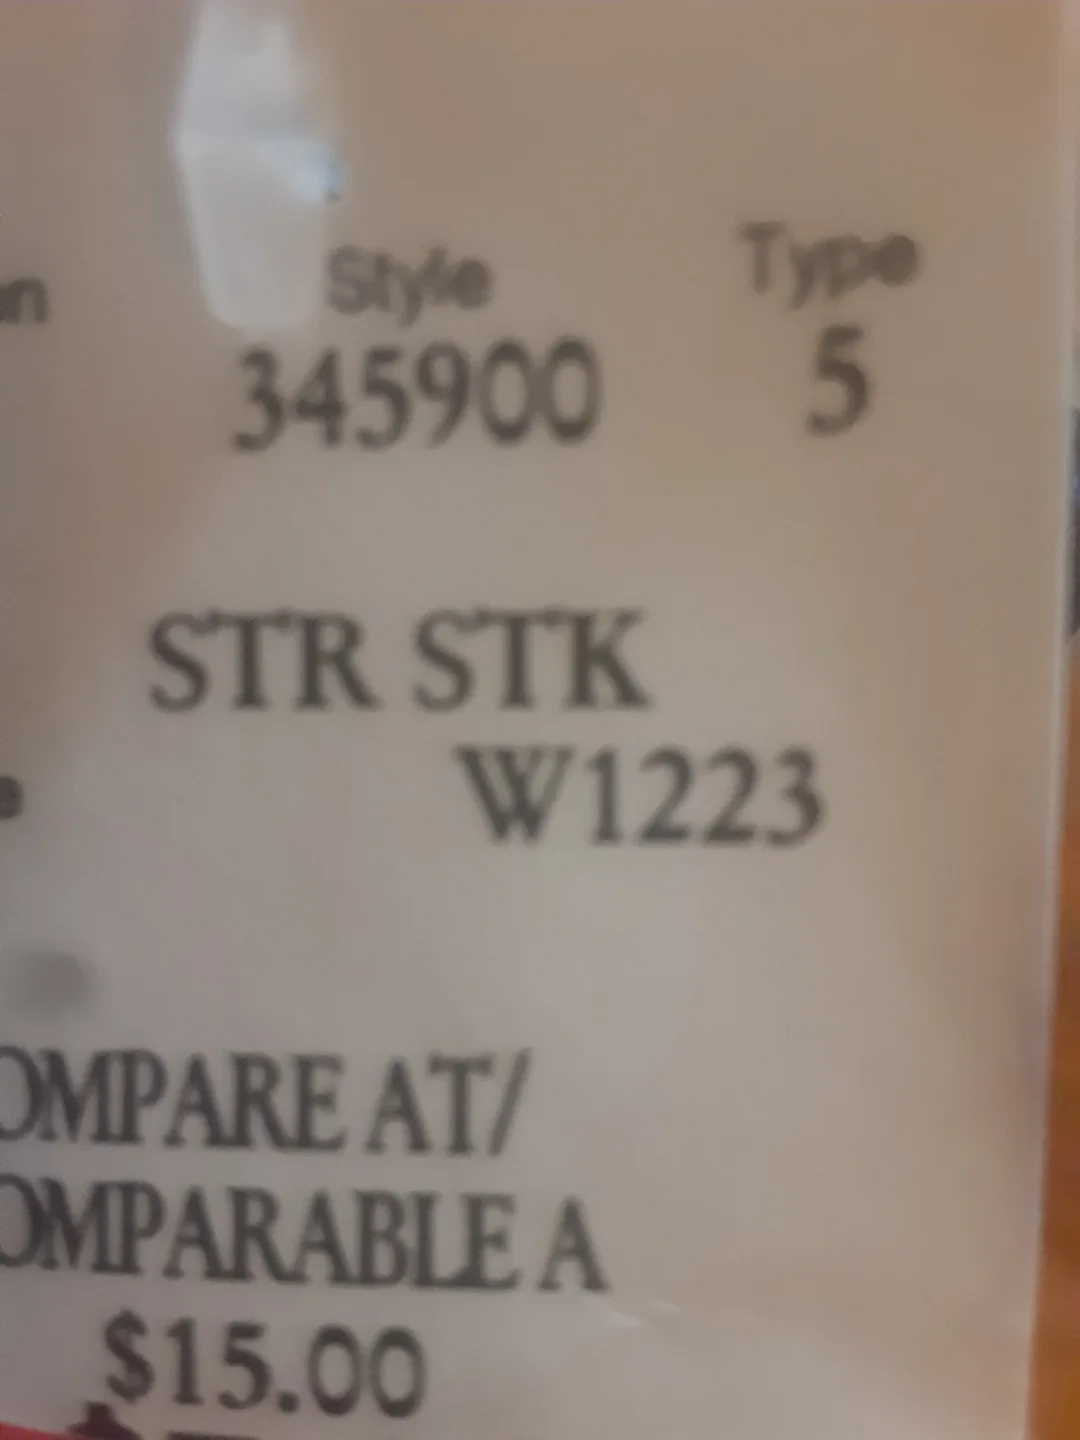 n Style Type
345900 5
STR STK
e W1223
OMPARE AT/
OMPARABLE A
$15.00